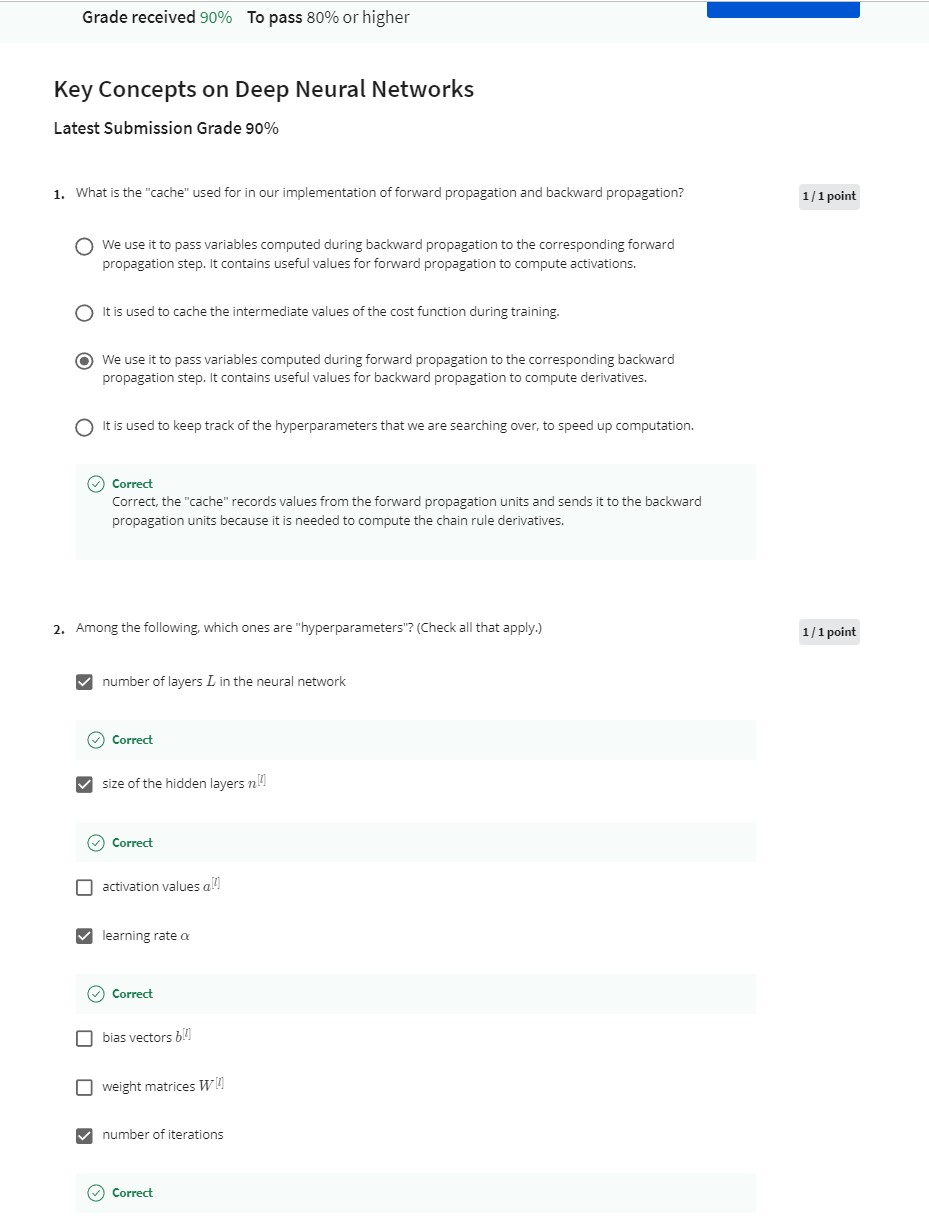 Grade received 90% To pass 80% or higher
Key Concepts on Deep Neural Networks
Latest Submission Grade 90%
1. What is the "cache" used for in our implementation of forward propagation and backward propagation?
1 / 1 point
We use it to pass variables computed during backward propagation to the corresponding forward
propagation step. It contains useful values for forward propagation to compute activations.
It is used to cache the intermediate values of the cost function during training.
We use it to pass variables computed during forward propagation to the corresponding backward
propagation step. It contains useful values for backward propagation to compute derivatives.
It is used to keep track of the hyperparameters that we are searching over, to speed up computation.
Correct
Correct, the "cache" records values from the forward propagation units and sends it to the backward
propagation units because it is needed to compute the chain rule derivatives.
2. Among the following, which ones are "hyperparameters"? (Check all that apply.)
1 / 1 point
number of layers L in the neural network
Correct
size of the hidden layers n^[l]
Correct
activation values a^[l]
learning rate α
Correct
bias vectors b^[l]
weight matrices W^[l]
number of iterations
Correct